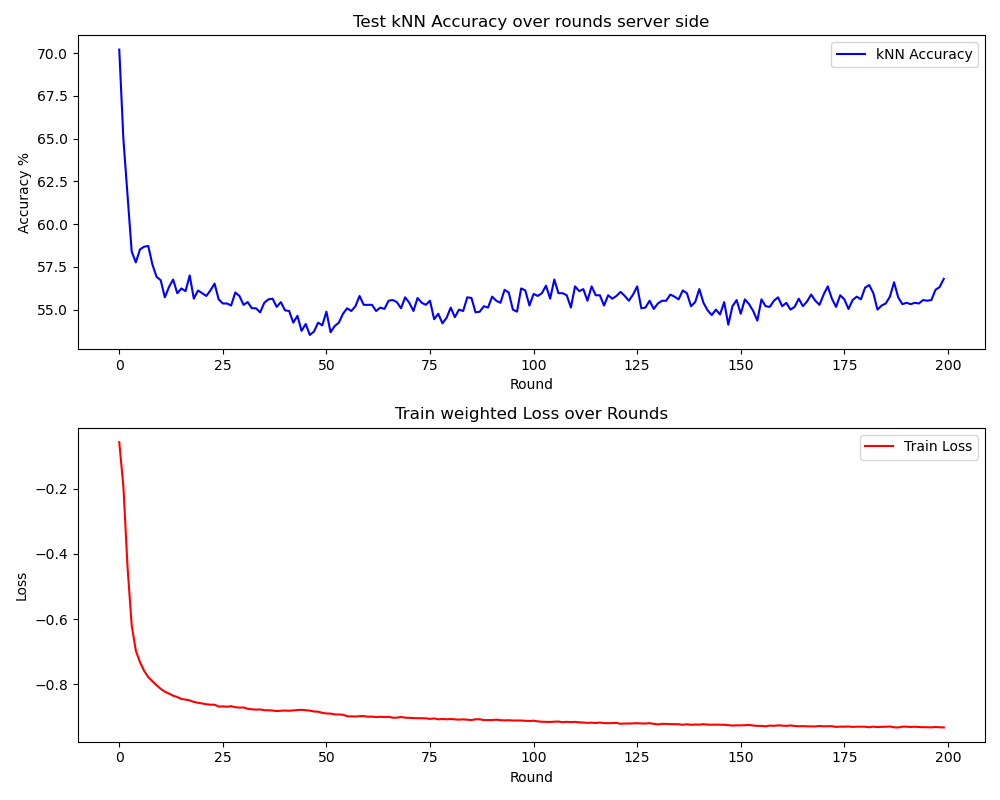 Test kNN Accuracy over rounds server side
kNN Accuracy
70.0
67.5
65.0
62.5
60.0
57.5
55.0
Accuracy %
0 25 50 75 100 125 150 175 200
Round
Train weighted Loss over Rounds
Train Loss
−0.2
−0.4
−0.6
−0.8
Loss
0 25 50 75 100 125 150 175 200
Round